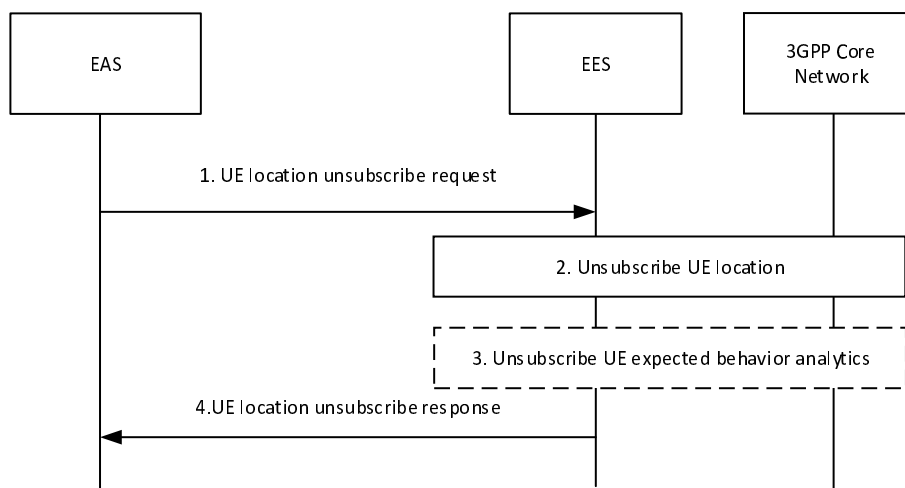 EAS
EES
3GPP Core
Network
1. UE location unsubscribe request
2. Unsubscribe UE location
3. Unsubscribe UE expected behavior analytics
4.UE location unsubscribe response